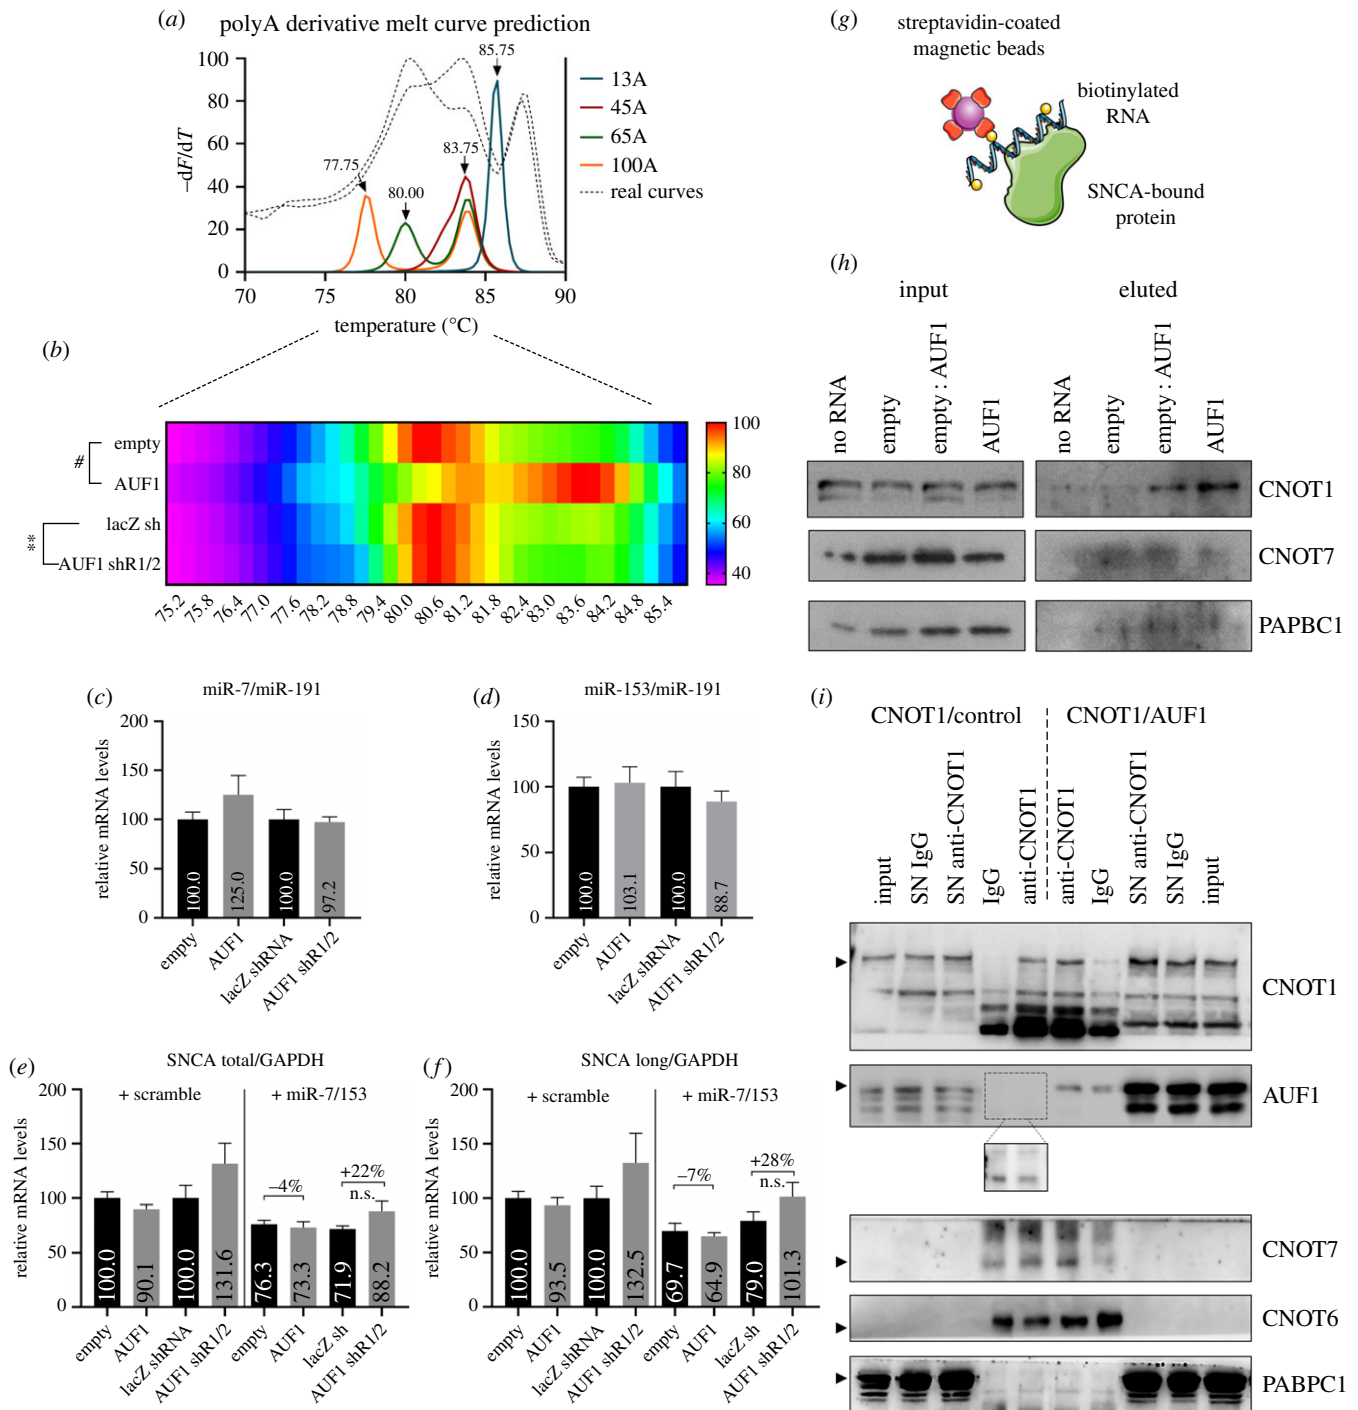 (a)
polyA derivative melt curve prediction
85.75
100
80
60
40
20
0
–dF/dT
77.75
80.00
83.75
13A
45A
65A
100A
real curves
70
75
80
85
90
temperature (°C)
(b)
empty
AUF1
lacZ sh
AUF1 shR1/2
#
**
100
80
60
40
75.2
75.8
76.4
77.0
77.6
78.2
78.8
79.4
80.0
80.6
81.2
81.8
82.4
83.0
83.6
84.2
84.8
85.4
(c)
miR-7/miR-191
relative mRNA levels
200
150
100
50
0
100.0
125.0
100.0
97.2
empty
AUF1
lacZ shRNA
AUF1 shR1/2
(d)
miR-153/miR-191
relative mRNA levels
150
100
50
0
100.0
103.1
100.0
88.7
empty
AUF1
lacZ shRNA
AUF1 shR1/2
(e)
SNCA total/GAPDH
+ scramble
+ miR-7/153
relative mRNA levels
200
150
100
50
0
–4%
+22%
n.s.
100.0
90.1
100.0
131.6
76.3
73.3
71.9
88.2
empty
AUF1
lacZ shRNA
AUF1 shR1/2
empty
AUF1
lacZ sh
AUF1 shR1/2
(f)
SNCA long/GAPDH
+ scramble
+ miR-7/153
relative mRNA levels
200
150
100
50
0
–7%
+28%
n.s.
100.0
93.5
100.0
132.5
69.7
64.9
79.0
101.3
empty
AUF1
lacZ shRNA
AUF1 shR1/2
empty
AUF1
lacZ sh
AUF1 shR1/2
(g)
streptavidin-coated
magnetic beads
biotinylated
RNA
SNCA-bound
protein
(h)
input
eluted
no RNA
empty
empty : AUF1
AUF1
no RNA
empty
empty : AUF1
AUF1
CNOT1
CNOT7
PAPBC1
(i)
CNOT1/control
CNOT1/AUF1
input
SN IgG
SN anti-CNOT1
IgG
anti-CNOT1
anti-CNOT1
IgG
SN anti-CNOT1
SN IgG
input
CNOT1
AUF1
CNOT7
CNOT6
PABPC1